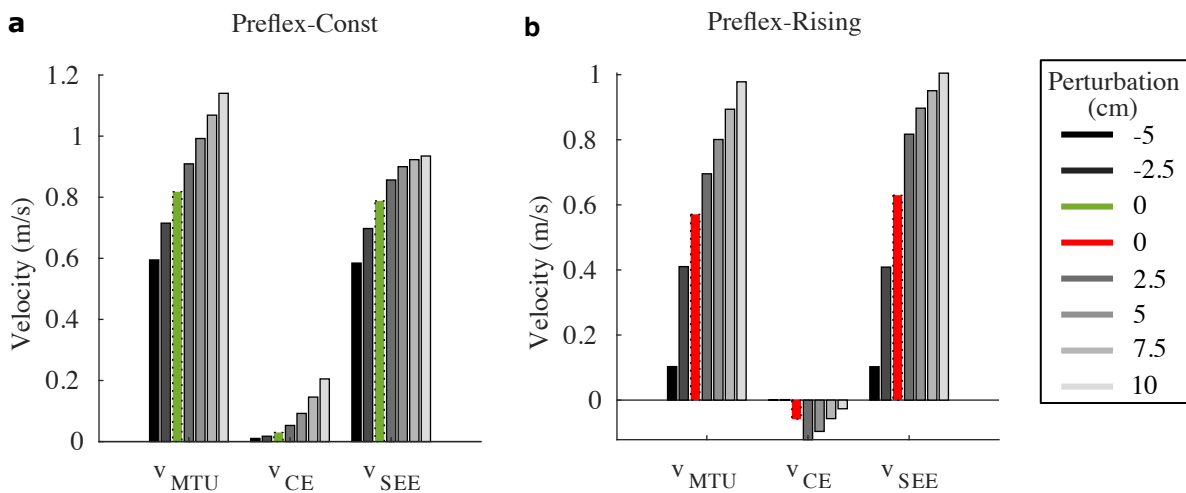 a
Preflex-Const
Velocity (m/s)
1.2
1
0.8
0.6
0.4
0.2
0
v MTU
v CE
v SEE
b
Preflex-Rising
Velocity (m/s)
1
0.8
0.6
0.4
0.2
0
v MTU
v CE
v SEE
Perturbation
(cm)
-5
-2.5
0
0
2.5
5
7.5
10